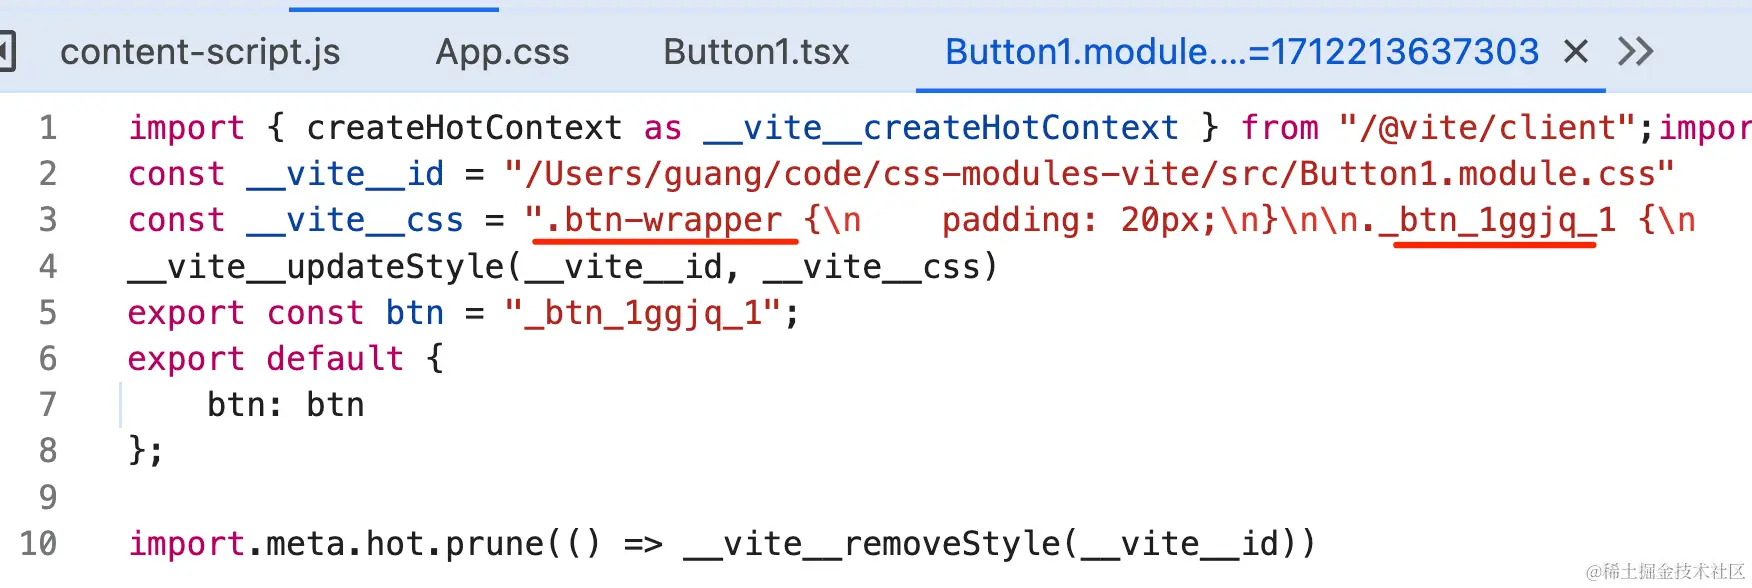 content-script.js App.css Button1.tsx Button1.module....=1712213637303
1 import { createHotContext as __vite__createHotContext } from "/@vite/client";impor
2 const __vite__id = "/Users/guang/code/css-modules-vite/src/Button1.module.css"
3 const __vite__css = ".btn-wrapper {\n    padding: 20px;\n}\n\n._btn_1ggjq_1 {\n
4 __vite__updateStyle(__vite__id, __vite__css)
5 export const btn = "_btn_1ggjq_1";
6 export default {
7     btn: btn
8 };
9
10 import.meta.hot.prune(() => __vite__removeStyle(__vite__id))
@稀土掘金技术社区